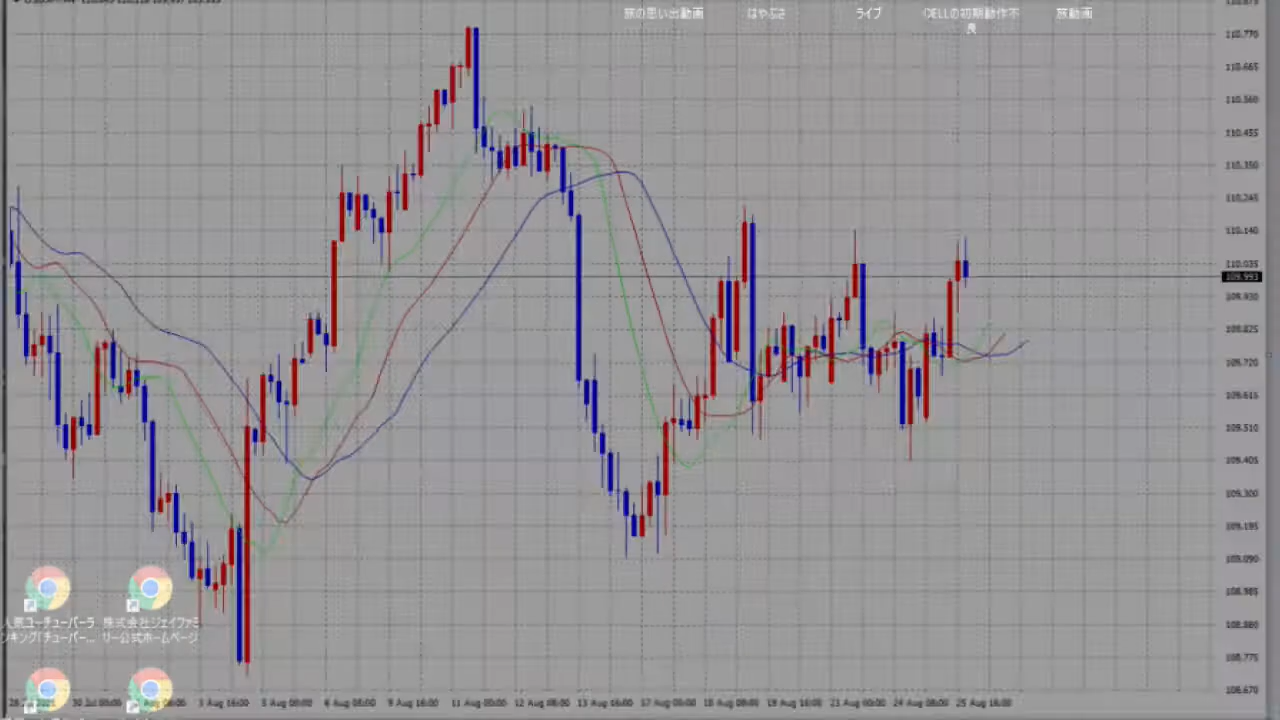 旅の思い出動画
はやぶさ
ライブ
DELLの初期動作不
良
旅動画
110.770
110.665
110.560
110.455
110.350
110.245
110.140
110.035
109.993
109.930
109.825
109.720
109.615
109.510
109.405
109.300
109.195
109.090
108.985
108.880
108.775
108.670
人気ユーチューバーラ
ンキング(チューバー...
株式会社ジェイファミ
リー公式ホームページ
30 Jul 00:00
3 Aug 16:00
5 Aug 08:00
6 Aug 08:00
9 Aug 16:00
11 Aug 00:00
12 Aug 08:00
13 Aug 16:00
17 Aug 00:00
18 Aug 08:00
19 Aug 16:00
23 Aug 00:00
24 Aug 08:00
25 Aug 16:00